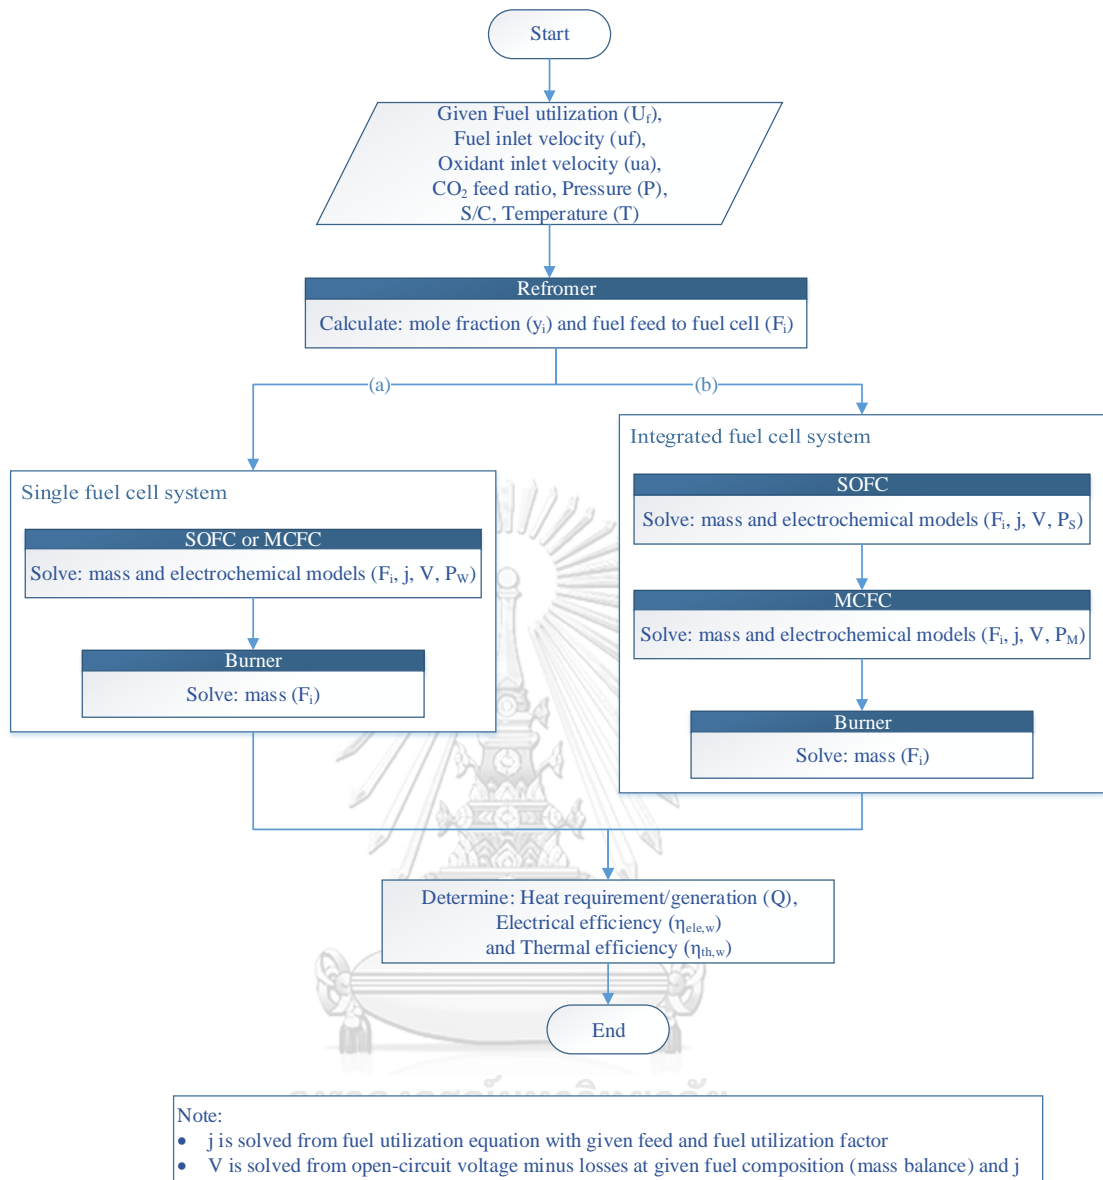 Start
Given Fuel utilization (Uf),
Fuel inlet velocity (uf),
Oxidant inlet velocity (ua),
CO2 feed ratio, Pressure (P),
S/C, Temperature (T)
Refromer
Calculate: mole fraction (yi) and fuel feed to fuel cell (Fi)
(a)
(b)
Single fuel cell system
SOFC or MCFC
Solve: mass and electrochemical models (Fi, j, V, PW)
Burner
Solve: mass (Fi)
Integrated fuel cell system
SOFC
Solve: mass and electrochemical models (Fi, j, V, PS)
MCFC
Solve: mass and electrochemical models (Fi, j, V, PM)
Burner
Solve: mass (Fi)
Determine: Heat requirement/generation (Q),
Electrical efficiency (ηele,w)
and Thermal efficiency (ηth,w)
End
Note:
• j is solved from fuel utilization equation with given feed and fuel utilization factor
• V is solved from open-circuit voltage minus losses at given fuel composition (mass balance) and j